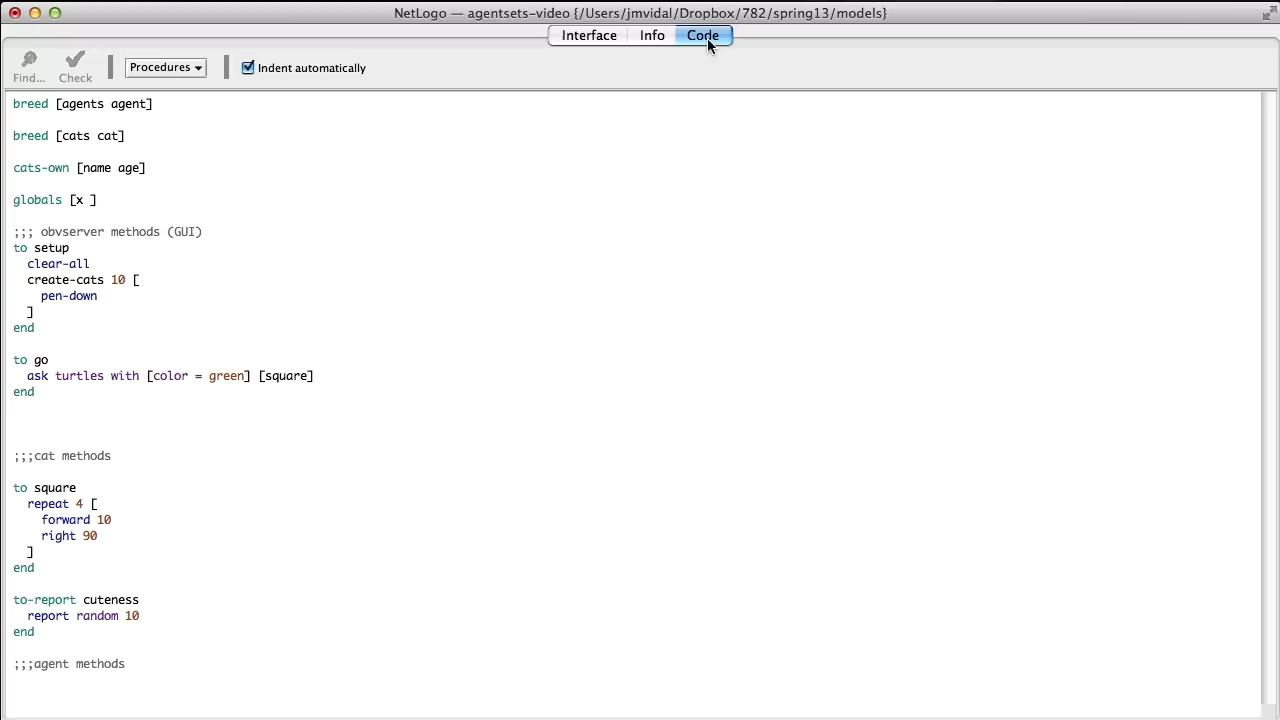 NetLogo — agentsets-video {/Users/jmvidal/Dropbox/782/spring13/models}
Interface Info Code
Find... Check Procedures Indent automatically
breed [agents agent]
breed [cats cat]
cats-own [name age]
globals [x ]
;;; obvserver methods (GUI)
to setup
  clear-all
  create-cats 10 [
    pen-down
  ]
end
to go
  ask turtles with [color = green] [square]
end
;;;cat methods
to square
  repeat 4 [
    forward 10
    right 90
  ]
end
to-report cuteness
  report random 10
end
;;;agent methods